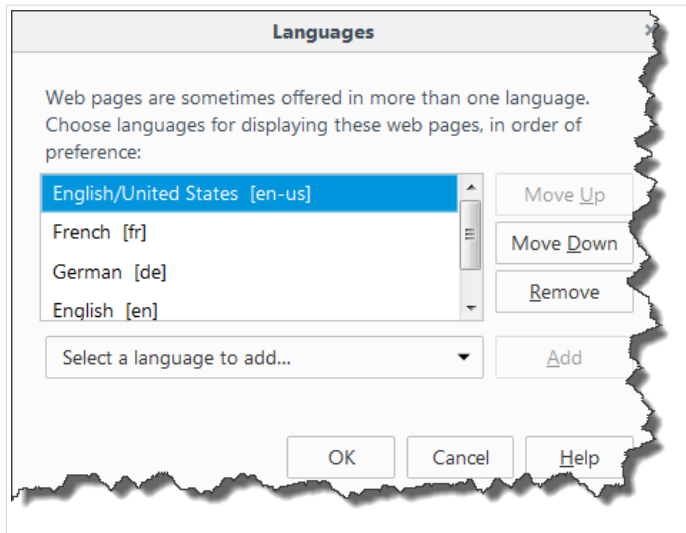 Languages
Web pages are sometimes offered in more than one language.
Choose languages for displaying these web pages, in order of
preference:
English/United States [en-us]
Move Up
French [fr]
Move Down
German [de]
Remove
English [en]
Select a language to add...
Add
OK
Cancel
Help